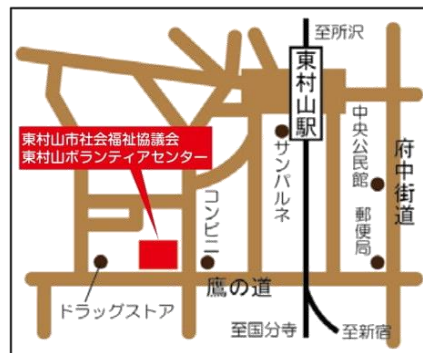 至所沢
東村山駅
東村山市社会福祉協議会
東村山ボランティアセンター
サンパルネ
中央公民館
府中街道
コンビニ
郵便局
鷹の道
ドラッグストア
至国分寺
至新宿